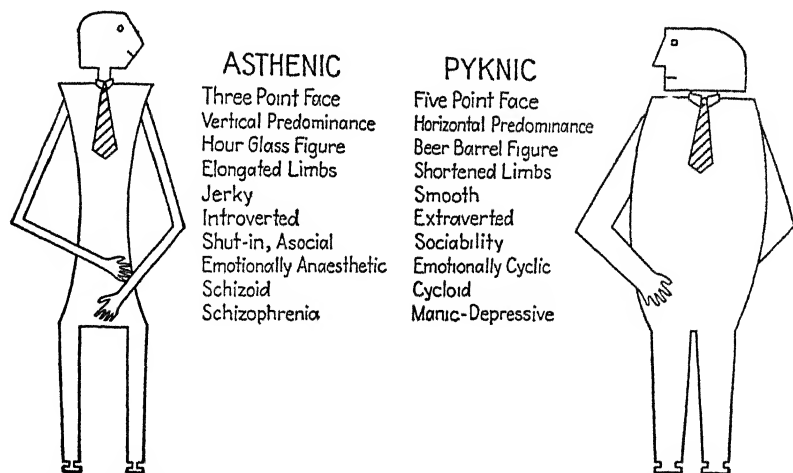 ASTHENIC
Three Point Face
Vertical Predominance
Hour Glass Figure
Elongated Limbs
Jerky
Introverted
Shut-in, Asocial
Emotionally Anaesthetic
Schizoid
Schizophrenia
PYKNIC
Five Point Face
Horizontal Predominance
Beer Barrel Figure
Shortened Limbs
Smooth
Extraverted
Sociability
Emotionally Cyclic
Cycloid
Manic-Depressive